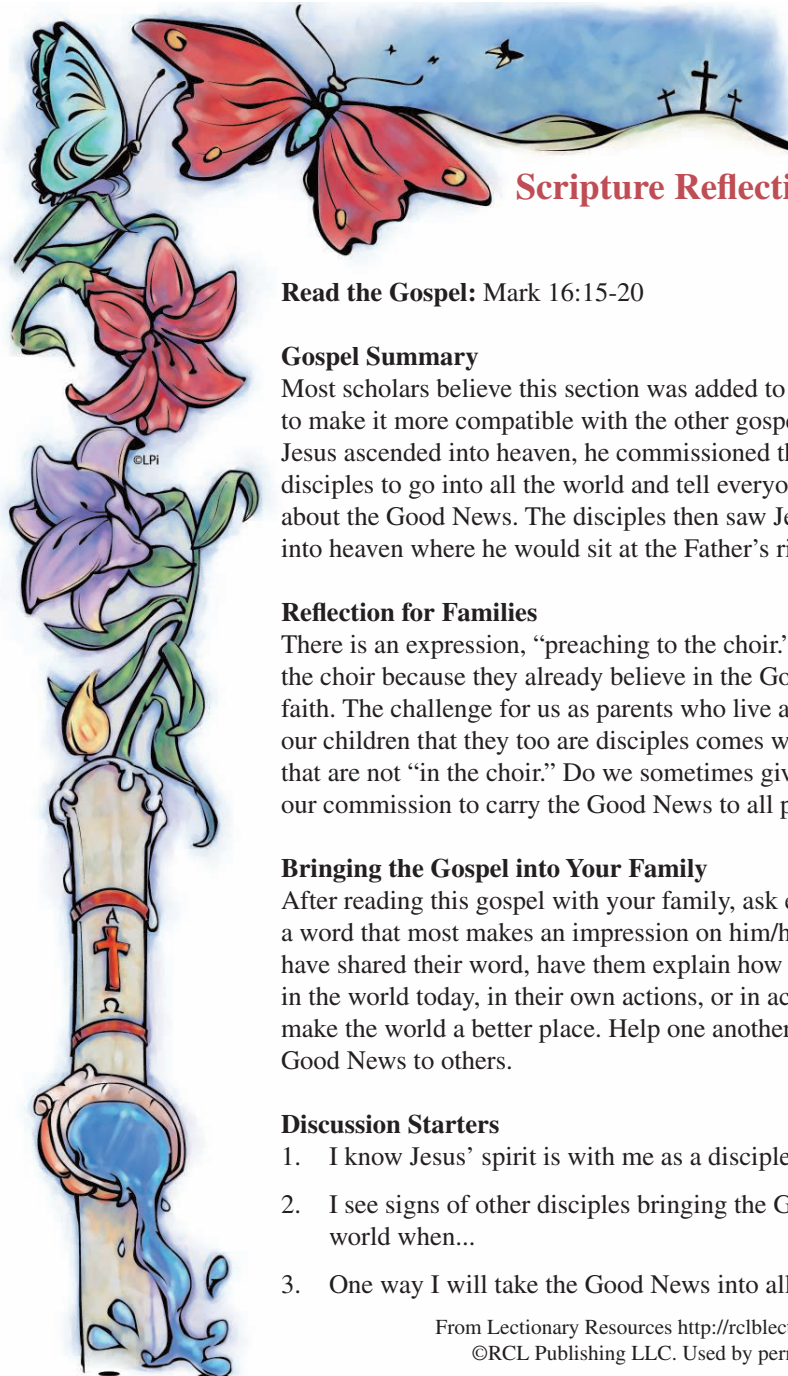 Scripture Reflecti
Read the Gospel: Mark 16:15-20
Gospel Summary
Most scholars believe this section was added to
to make it more compatible with the other gospe
Jesus ascended into heaven, he commissioned th
disciples to go into all the world and tell everyo
about the Good News. The disciples then saw Je
into heaven where he would sit at the Father’s ri
©LPi
Reflection for Families
There is an expression, “preaching to the choir.”
the choir because they already believe in the Go
faith. The challenge for us as parents who live a
our children that they too are disciples comes w
that are not “in the choir.” Do we sometimes giv
our commission to carry the Good News to all p
Bringing the Gospel into Your Family
After reading this gospel with your family, ask e
a word that most makes an impression on him/h
have shared their word, have them explain how
in the world today, in their own actions, or in ac
make the world a better place. Help one another
Good News to others.
Α
Ω
Discussion Starters
1. I know Jesus’ spirit is with me as a disciple
2. I see signs of other disciples bringing the G
world when...
3. One way I will take the Good News into all
From Lectionary Resources http://rclblect
©RCL Publishing LLC. Used by perr